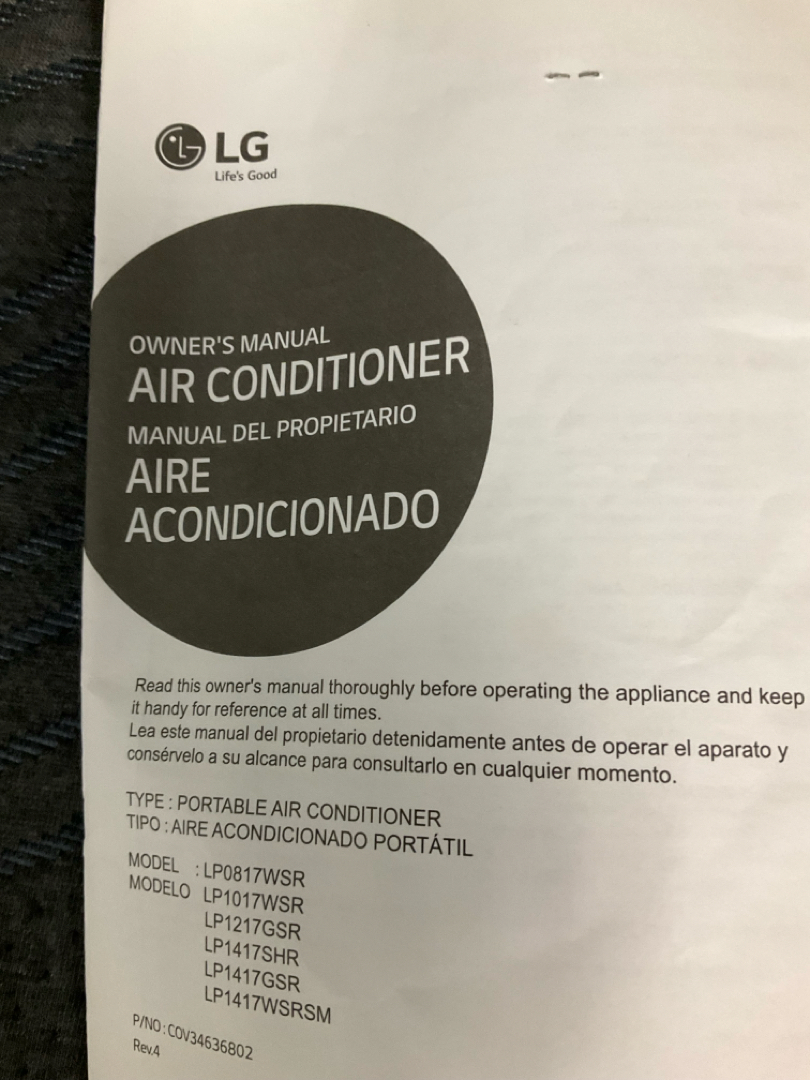 LG
Life's Good
OWNER'S MANUAL
AIR CONDITIONER
MANUAL DEL PROPIETARIO
AIRE
ACONDICIONADO
Read this owner's manual thoroughly before operating the appliance and keep
it handy for reference at all times.
Lea este manual del propietario detenidamente antes de operar el aparato y
consérvelo a su alcance para consultarlo en cualquier momento.
TYPE : PORTABLE AIR CONDITIONER
TIPO : AIRE ACONDICIONADO PORTÁTIL
MODEL : LP0817WSR
MODELO LP1017WSR
LP1217GSR
LP1417SHR
LP1417GSR
LP1417WSRSM
P/NO : COV34636802
Rev.4